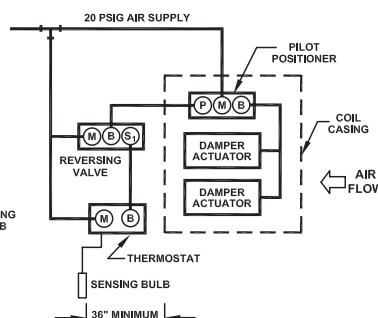 20 PSIG AIR SUPPLY
PILOT
POSITIONER
P M B
COIL
CASING
M B S1
REVERSING
VALVE
DAMPER
ACTUATOR
AIR
FLOW
DAMPER
ACTUATOR
M B
NG
B
THERMOSTAT
SENSING BULB
36" MINIMUM